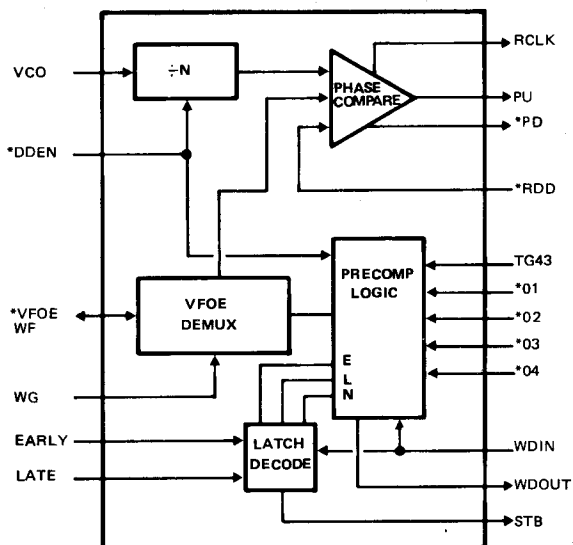 RCLK
VCO
÷N
PHASE
COMPARE
PU
*PD
*DDEN
*RDD
TG43
PRECOMP
LOGIC
*01
*VFOE
WF
VFOE
DEMUX
*02
*03
*04
E
L
N
WG
EARLY
LATCH
DECODE
WDIN
LATE
WDOUT
STB